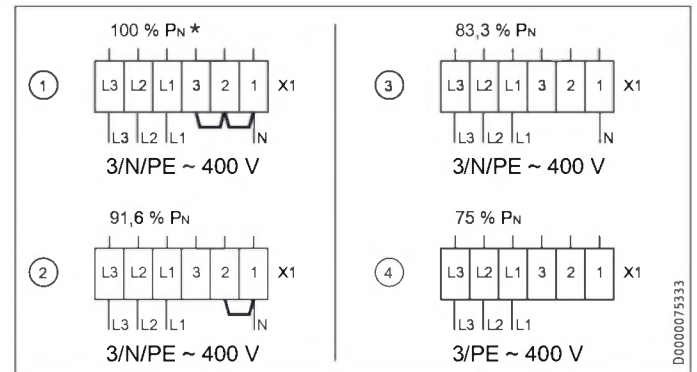 100 % PN *
1
L3 L2 L1 3 2 1 X1
L3 L2 L1 N
3/N/PE ~ 400 V
91,6 % PN
2
L3 L2 L1 3 2 1 X1
L3 L2 L1 N
3/N/PE ~ 400 V
83,3 % PN
3
L3 L2 L1 3 2 1 X1
L3 L2 L1 N
3/N/PE ~ 400 V
75 % PN
4
L3 L2 L1 3 2 1 X1
L3 L2 L1
3/PE ~ 400 V
D0000075333